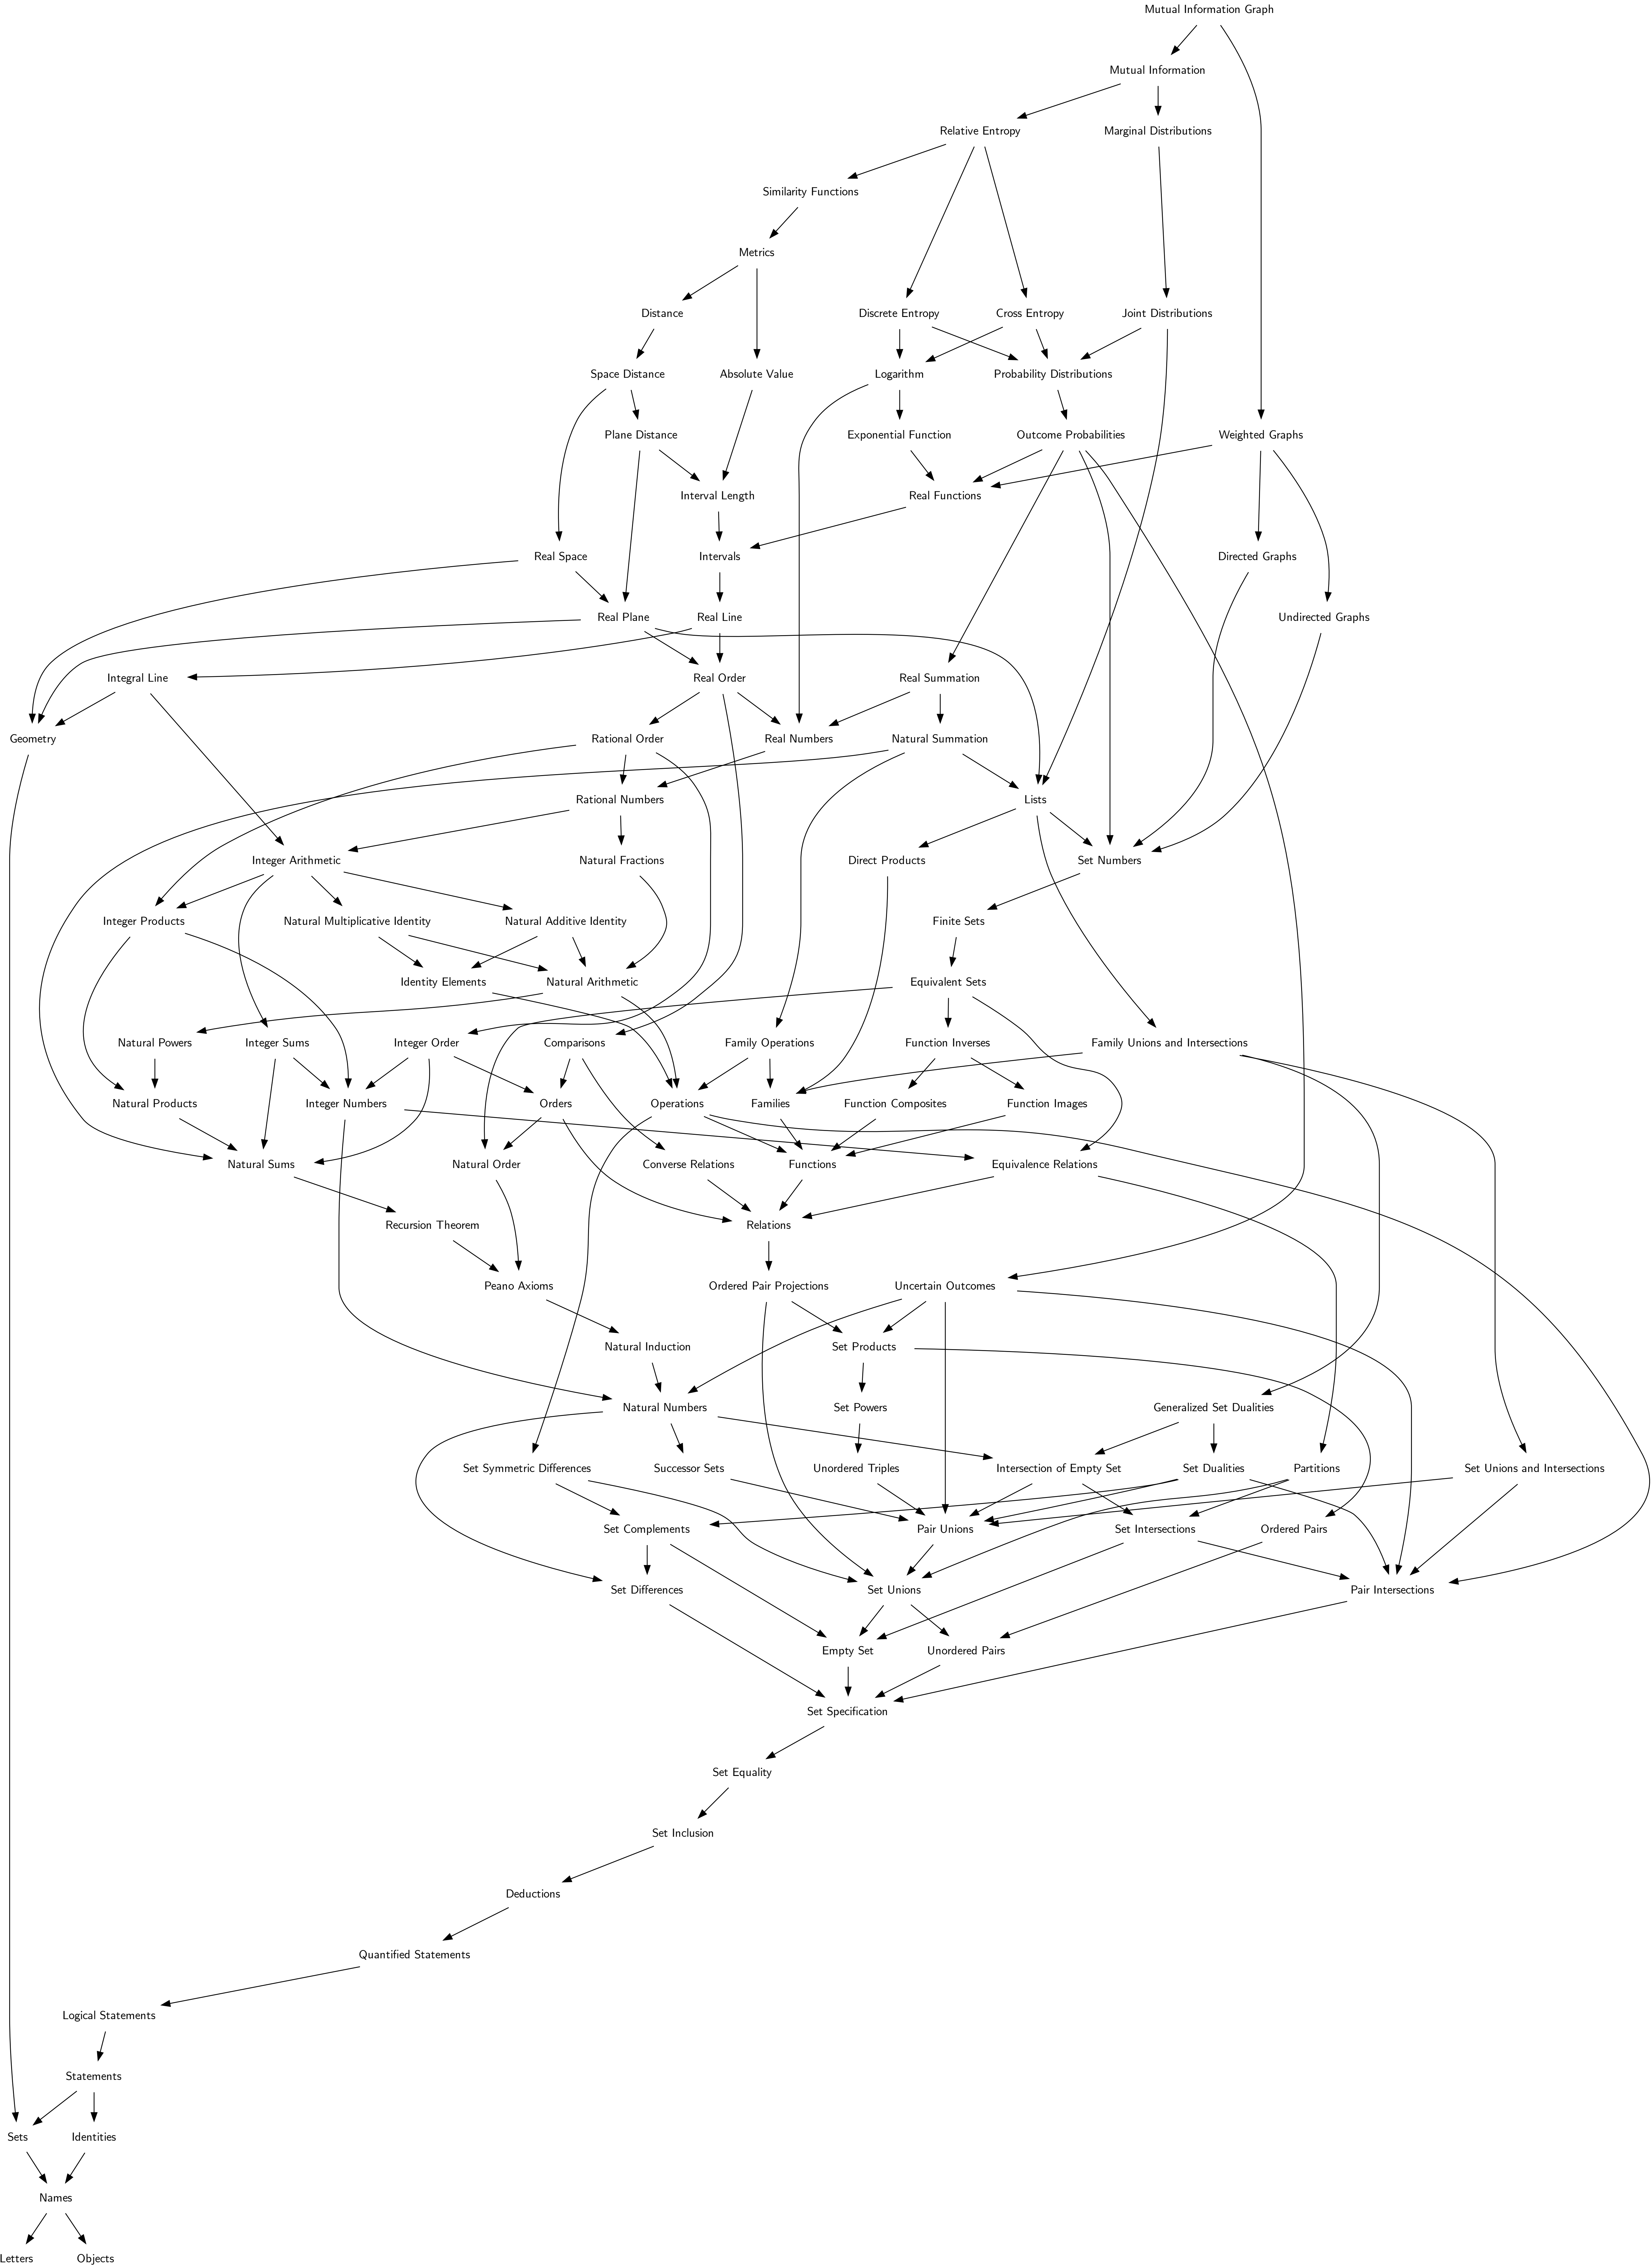 Mutual Information Graph
Mutual Information
Relative Entropy
Marginal Distributions
Similarity Functions
Metrics
Distance
Discrete Entropy
Cross Entropy
Joint Distributions
Space Distance
Absolute Value
Logarithm
Probability Distributions
Plane Distance
Exponential Function
Outcome Probabilities
Weighted Graphs
Interval Length
Real Functions
Real Space
Intervals
Directed Graphs
Real Plane
Real Line
Undirected Graphs
Integral Line
Real Order
Real Summation
Geometry
Rational Order
Real Numbers
Natural Summation
Rational Numbers
Lists
Integer Arithmetic
Natural Fractions
Direct Products
Set Numbers
Integer Products
Natural Multiplicative Identity
Natural Additive Identity
Finite Sets
Identity Elements
Natural Arithmetic
Equivalent Sets
Natural Powers
Integer Sums
Integer Order
Comparisons
Family Operations
Function Inverses
Family Unions and Intersections
Natural Products
Integer Numbers
Orders
Operations
Families
Function Composites
Function Images
Natural Sums
Natural Order
Converse Relations
Functions
Equivalence Relations
Recursion Theorem
Relations
Peano Axioms
Ordered Pair Projections
Uncertain Outcomes
Natural Induction
Set Products
Natural Numbers
Set Powers
Generalized Set Dualities
Set Symmetric Differences
Successor Sets
Unordered Triples
Intersection of Empty Set
Set Dualities
Partitions
Set Unions and Intersections
Set Complements
Pair Unions
Set Intersections
Ordered Pairs
Set Differences
Set Unions
Pair Intersections
Empty Set
Unordered Pairs
Set Specification
Set Equality
Set Inclusion
Deductions
Quantified Statements
Logical Statements
Statements
Sets
Identities
Names
Letters
Objects